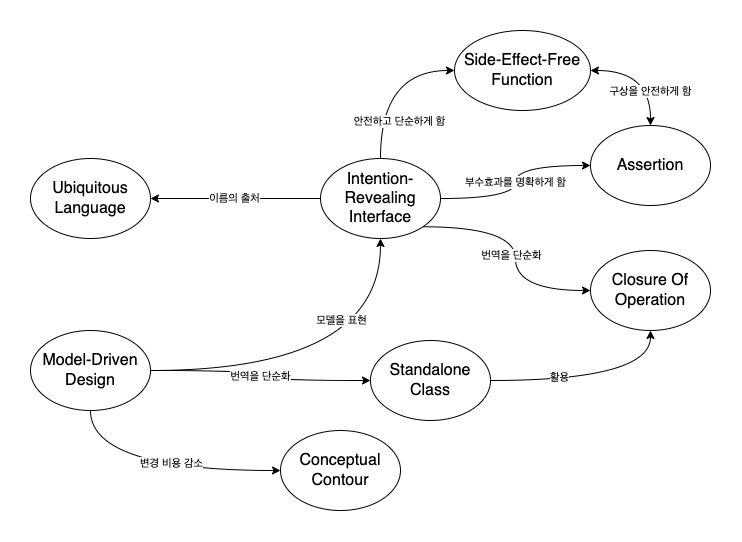 Side-Effect-Free
Function
구상을 안전하게 함
안전하고 단순하게 함
Assertion
부수효과를 명확하게 함
Intention-
Revealing
Interface
이름의 출처
Ubiquitous
Language
번역을 단순화
Closure Of
Operation
모델을 표현
Model-Driven
Design
번역을 단순화
Standalone
Class
활용
변경 비용 감소
Conceptual
Contour